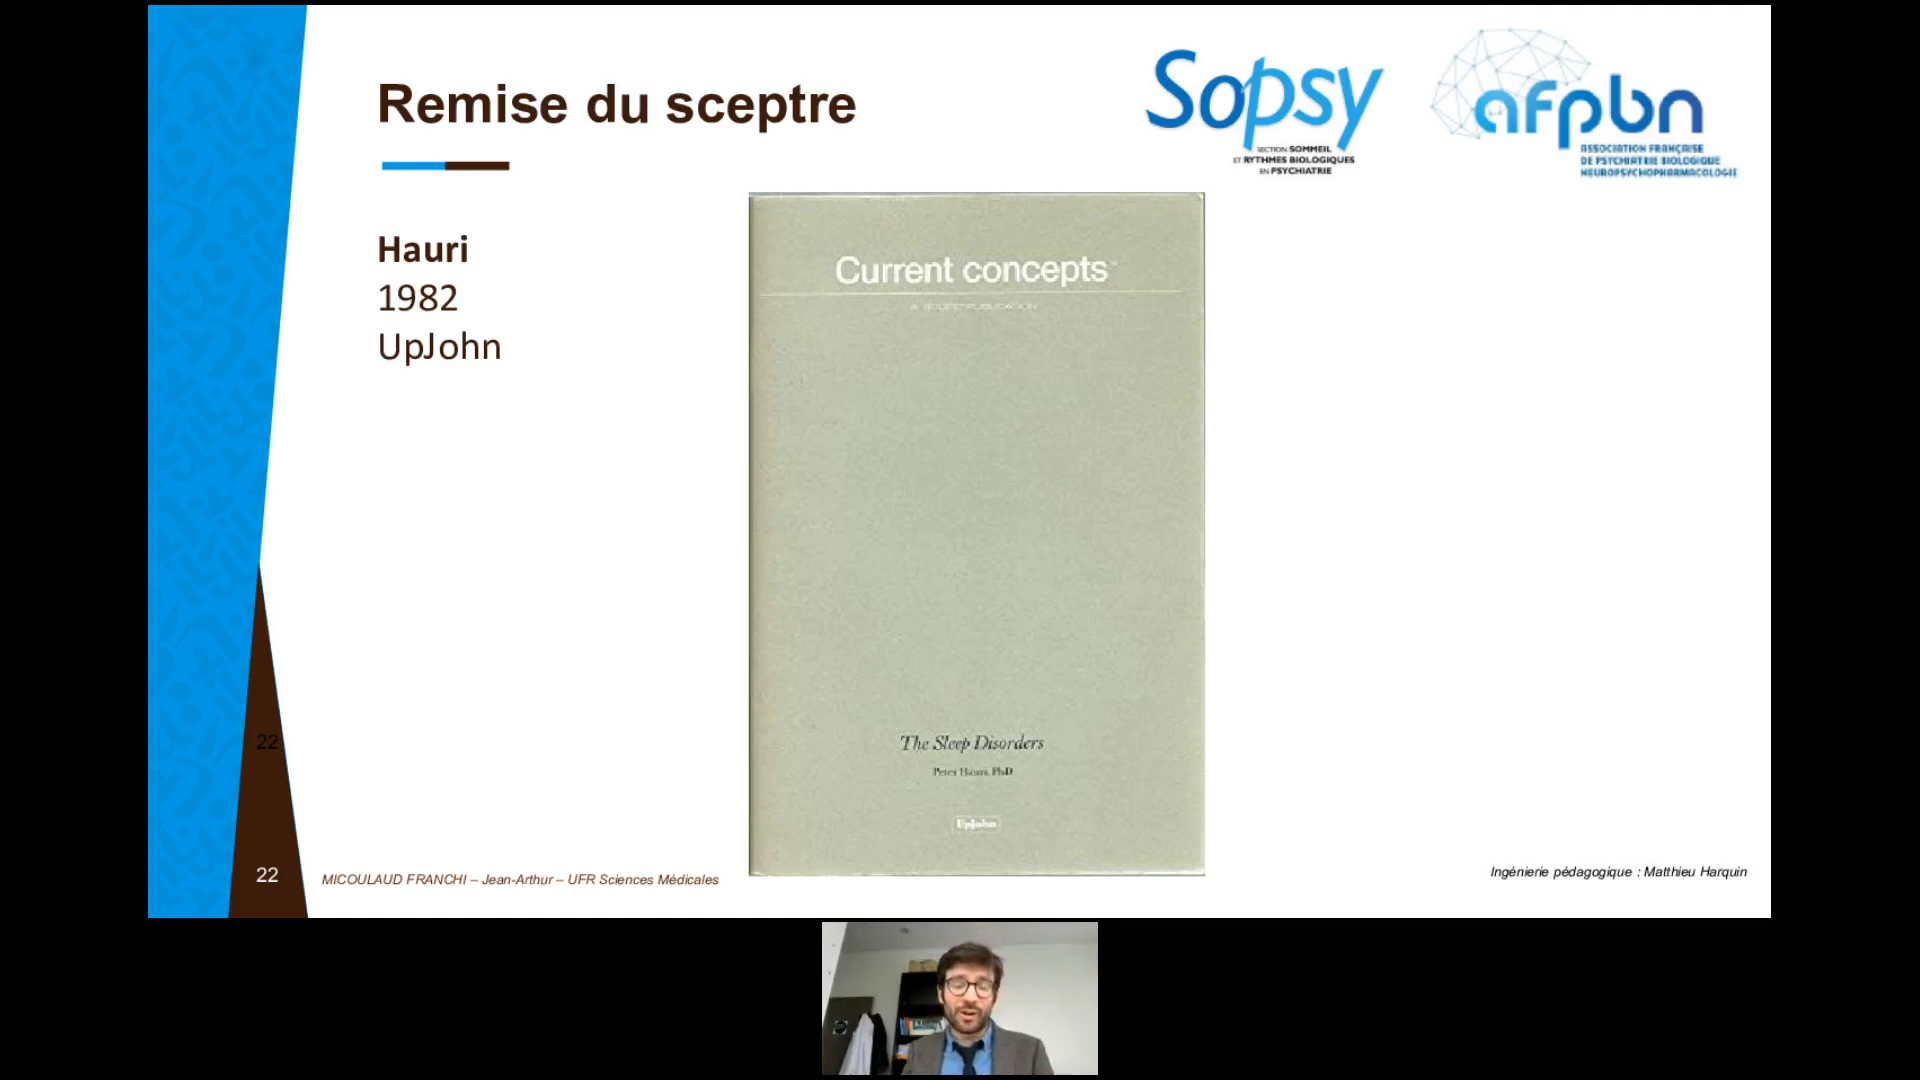 Remise du sceptre
Sopsy
SECTION SOMMEIL
ET RYTHMES BIOLOGIQUES
EN PSYCHIATRIE
afpbn
ASSOCIATION FRANÇAISE
DE PSYCHIATRIE BIOLOGIQUE
NEUROPSYCHOPHARMACOLOGIE
Hauri
1982
UpJohn
Current concepts
The Sleep Disorders
Peter Hauri, PhD
UpJohn
22
22
MICOULAUD FRANCHI – Jean-Arthur – UFR Sciences Médicales
Ingénierie pédagogique : Matthieu Harquin